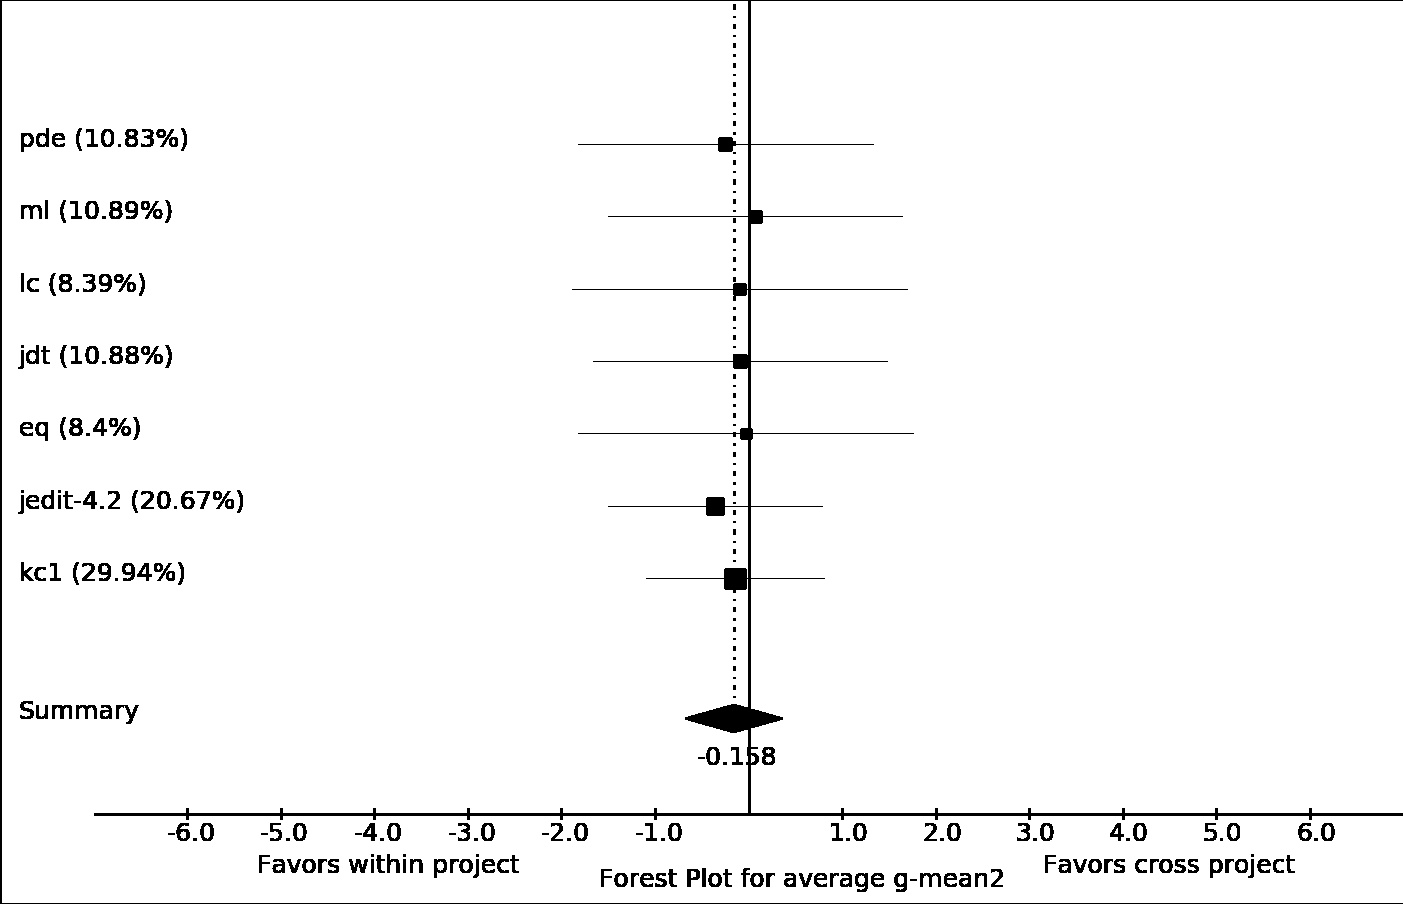 pde (10.83%)
ml (10.89%)
lc (8.39%)
jdt (10.88%)
eq (8.4%)
jedit-4.2 (20.67%)
kc1 (29.94%)
Summary
-0.158
-6.0 -5.0 -4.0 -3.0 -2.0 -1.0 1.0 2.0 3.0 4.0 5.0 6.0
Favors within project Favors cross project
Forest Plot for average g-mean2